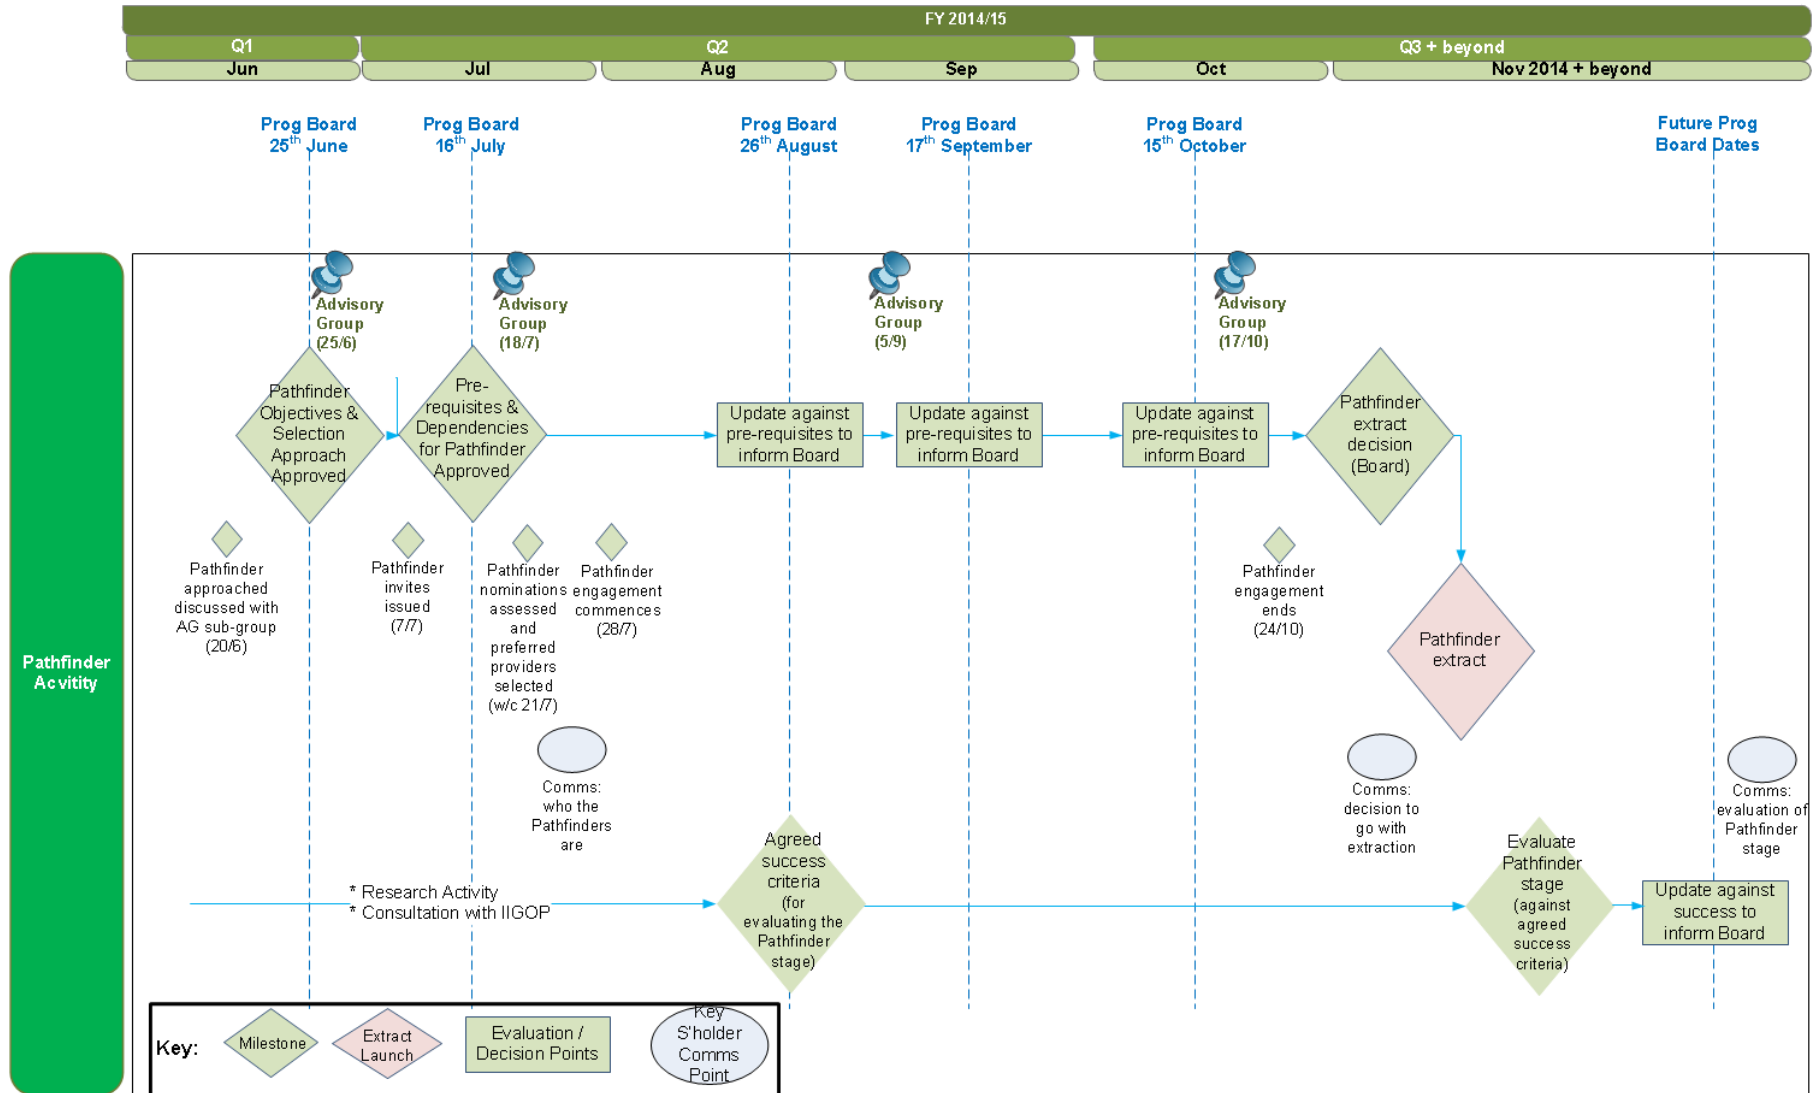 FY 2014/15
Q1
Q2
Q3 + beyond
Jun
Jul
Aug
Sep
Oct
Nov 2014 + beyond
Prog Board
25th June
Prog Board
16th July
Prog Board
26th August
Prog Board
17th September
Prog Board
15th October
Future Prog
Board Dates
Pathfinder
Acvitity
Advisory
Group
(25/6)
Advisory
Group
(18/7)
Advisory
Group
(5/9)
Advisory
Group
(17/10)
Pathfinder
Objectives &
Selection
Approach
Approved
Pre-
requisites &
Dependencies
for Pathfinder
Approved
Update against
pre-requisites to
inform Board
Update against
pre-requisites to
inform Board
Update against
pre-requisites to
inform Board
Pathfinder
extract
decision
(Board)
Pathfinder
approached
discussed with
AG sub-group
(20/6)
Pathfinder
invites
issued
(7/7)
Pathfinder
nominations
assessed
and
preferred
providers
selected
(w/c 21/7)
Pathfinder
engagement
commences
(28/7)
Pathfinder
engagement
ends
(24/10)
Pathfinder
extract
Comms:
who the
Pathfinders
are
Comms:
decision to
go with
extraction
Comms:
evaluation of
Pathfinder
stage
* Research Activity
* Consultation with IIGOP
Agreed
success
criteria
(for
evaluating the
Pathfinder
stage)
Evaluate
Pathfinder
stage
(against
agreed
success
criteria)
Update against
success to
inform Board
Key:
Milestone
Extract
Launch
Evaluation /
Decision Points
Key
S'holder
Comms
Point